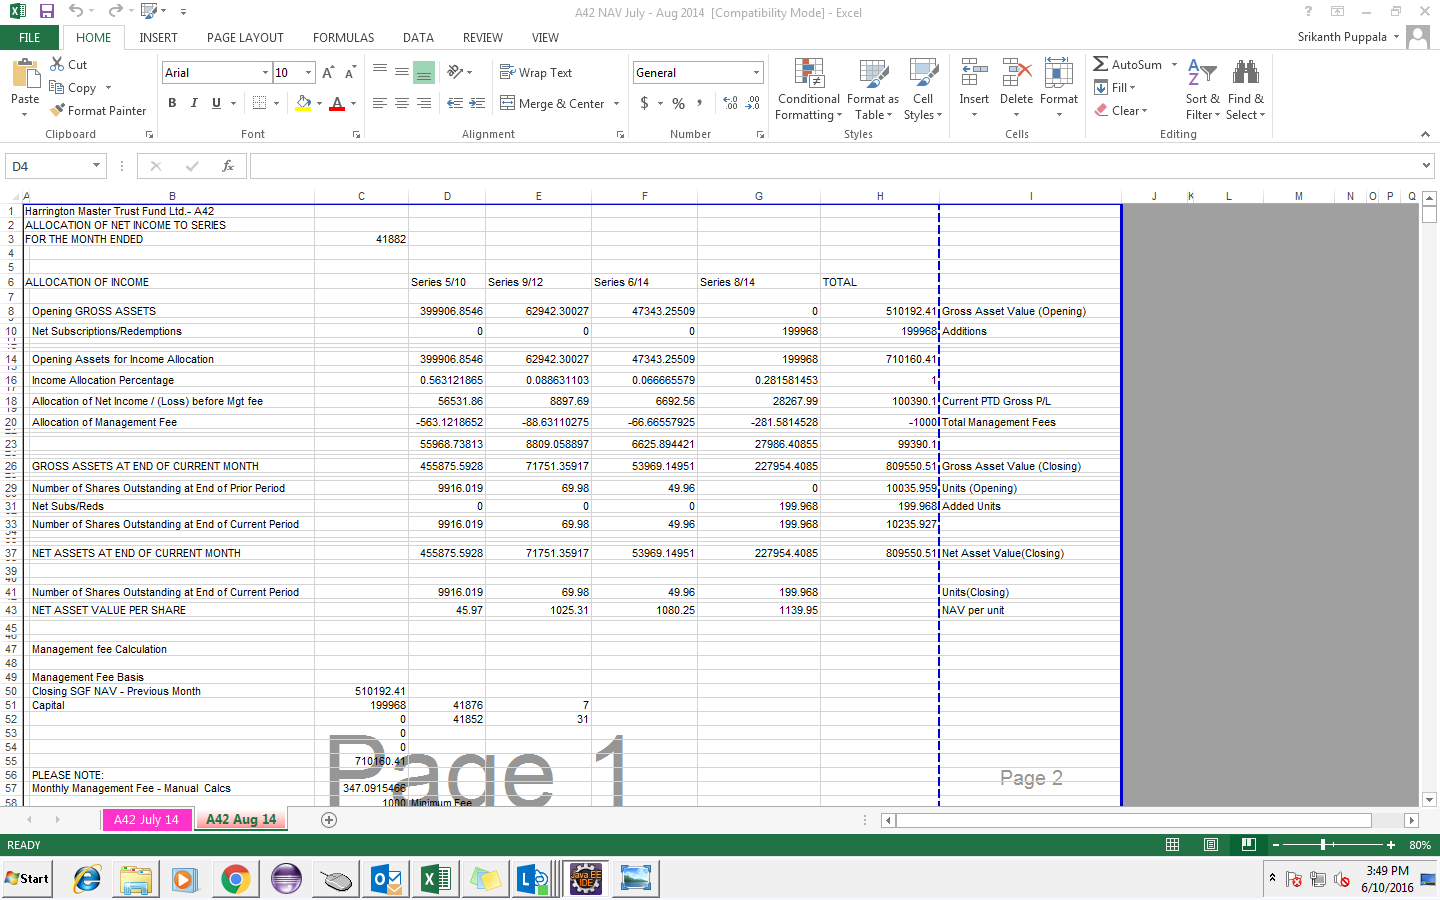 A42 NAV July - Aug 2014  [Compatibility Mode] - Excel
FILE HOME INSERT PAGE LAYOUT FORMULAS DATA REVIEW VIEW Srikanth Puppala
Cut
Copy
Format Painter
Paste
Clipboard
Arial 10
B I U
Font
Wrap Text
Merge & Center
Alignment
General
$ % ,
Number
Conditional Formatting
Format as Table
Cell Styles
Styles
Insert Delete Format
Cells
AutoSum
Fill
Clear
Sort & Filter
Find & Select
Editing
D4 fx
A B C D E F G H I J K L M N O P Q
1 Harrington Master Trust Fund Ltd.- A42
2 ALLOCATION OF NET INCOME TO SERIES
3 FOR THE MONTH ENDED 41882
4
5
6 ALLOCATION OF INCOME Series 5/10 Series 9/12 Series 6/14 Series 8/14 TOTAL
7
8 Opening GROSS ASSETS 399906.8546 62942.30027 47343.25509 0 510192.41 Gross Asset Value (Opening)
10 Net Subscriptions/Redemptions 0 0 0 199968 199968 Additions
14 Opening Assets for Income Allocation 399906.8546 62942.30027 47343.25509 199968 710160.41
16 Income Allocation Percentage 0.563121865 0.088631103 0.066665579 0.281581453 1
18 Allocation of Net Income / (Loss) before Mgt fee 56531.86 8897.69 6692.56 28267.99 100390.1 Current PTD Gross P/L
20 Allocation of Management Fee -563.1218652 -88.63110275 -66.66557925 -281.5814528 -1000 Total Management Fees
23 55968.73813 8809.058897 6625.894421 27986.40855 99390.1
26 GROSS ASSETS AT END OF CURRENT MONTH 455875.5928 71751.35917 53969.14951 227954.4085 809550.51 Gross Asset Value (Closing)
29 Number of Shares Outstanding at End of Prior Period 9916.019 69.98 49.96 0 10035.959 Units (Opening)
31 Net Subs/Reds 0 0 0 199.968 199.968 Added Units
33 Number of Shares Outstanding at End of Current Period 9916.019 69.98 49.96 199.968 10235.927
37 NET ASSETS AT END OF CURRENT MONTH 455875.5928 71751.35917 53969.14951 227954.4085 809550.51 Net Asset Value(Closing)
39
41 Number of Shares Outstanding at End of Current Period 9916.019 69.98 49.96 199.968 Units(Closing)
43 NET ASSET VALUE PER SHARE 45.97 1025.31 1080.25 1139.95 NAV per unit
45
47 Management fee Calculation
48
49 Management Fee Basis
50 Closing SGF NAV - Previous Month 510192.41
51 Capital 199968 41876 7
52 0 41852 31
53 0
54 0
55 710160.41
56 PLEASE NOTE:
57 Monthly Management Fee - Manual  Calcs 347.0915466
58 1000 Minimum Fee
Page 1
Page 2
A42 July 14 A42 Aug 14
READY 80%
Start
Java EE IDE
3:49 PM
6/10/2016